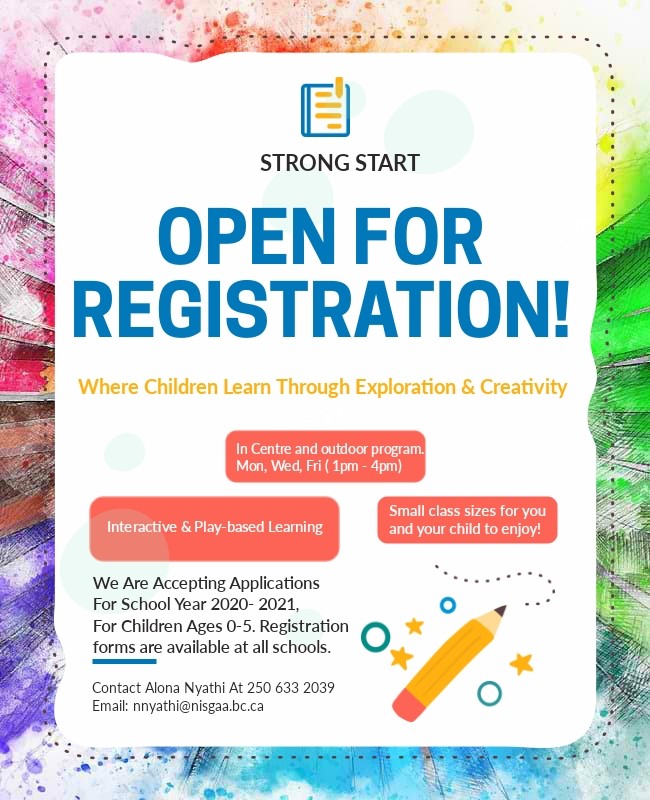 STRONG START
OPEN FOR
REGISTRATION!
Where Children Learn Through Exploration & Creativity
In Centre and outdoor program.
Mon, Wed, Fri ( 1pm - 4pm)
Interactive & Play-based Learning
Small class sizes for you
and your child to enjoy!
We Are Accepting Applications
For School Year 2020- 2021,
For Children Ages 0-5. Registration
forms are available at all schools.
Contact Alona Nyathi At 250 633 2039
Email: nnyathi@nisgaa.bc.ca